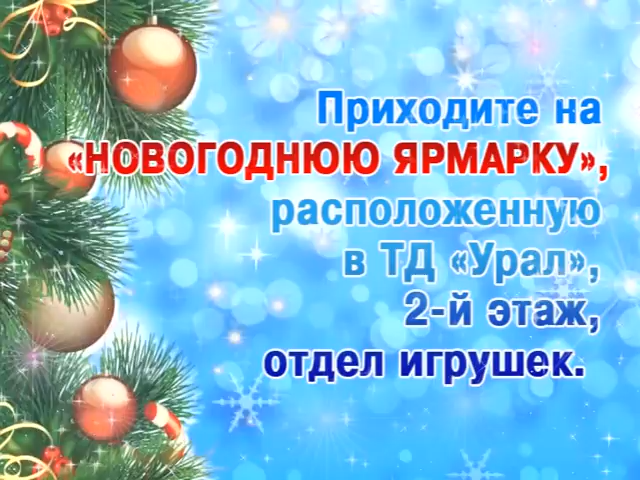 Приходите на
«НОВОГОДНЮЮ ЯРМАРКУ»,
расположенную
в ТД «Урал»,
2-й этаж,
отдел игрушек.